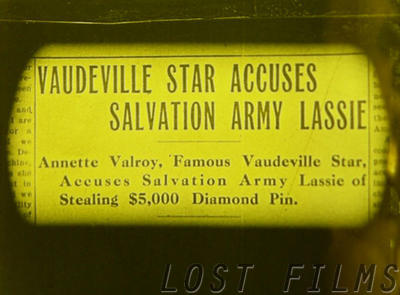 VAUDEVILLE STAR ACCUSES
SALVATION ARMY LASSIE
Annette Valroy, Famous Vaudeville Star,
Accuses Salvation Army Lassie of
Stealing $5,000 Diamond Pin.
LOST FILMS